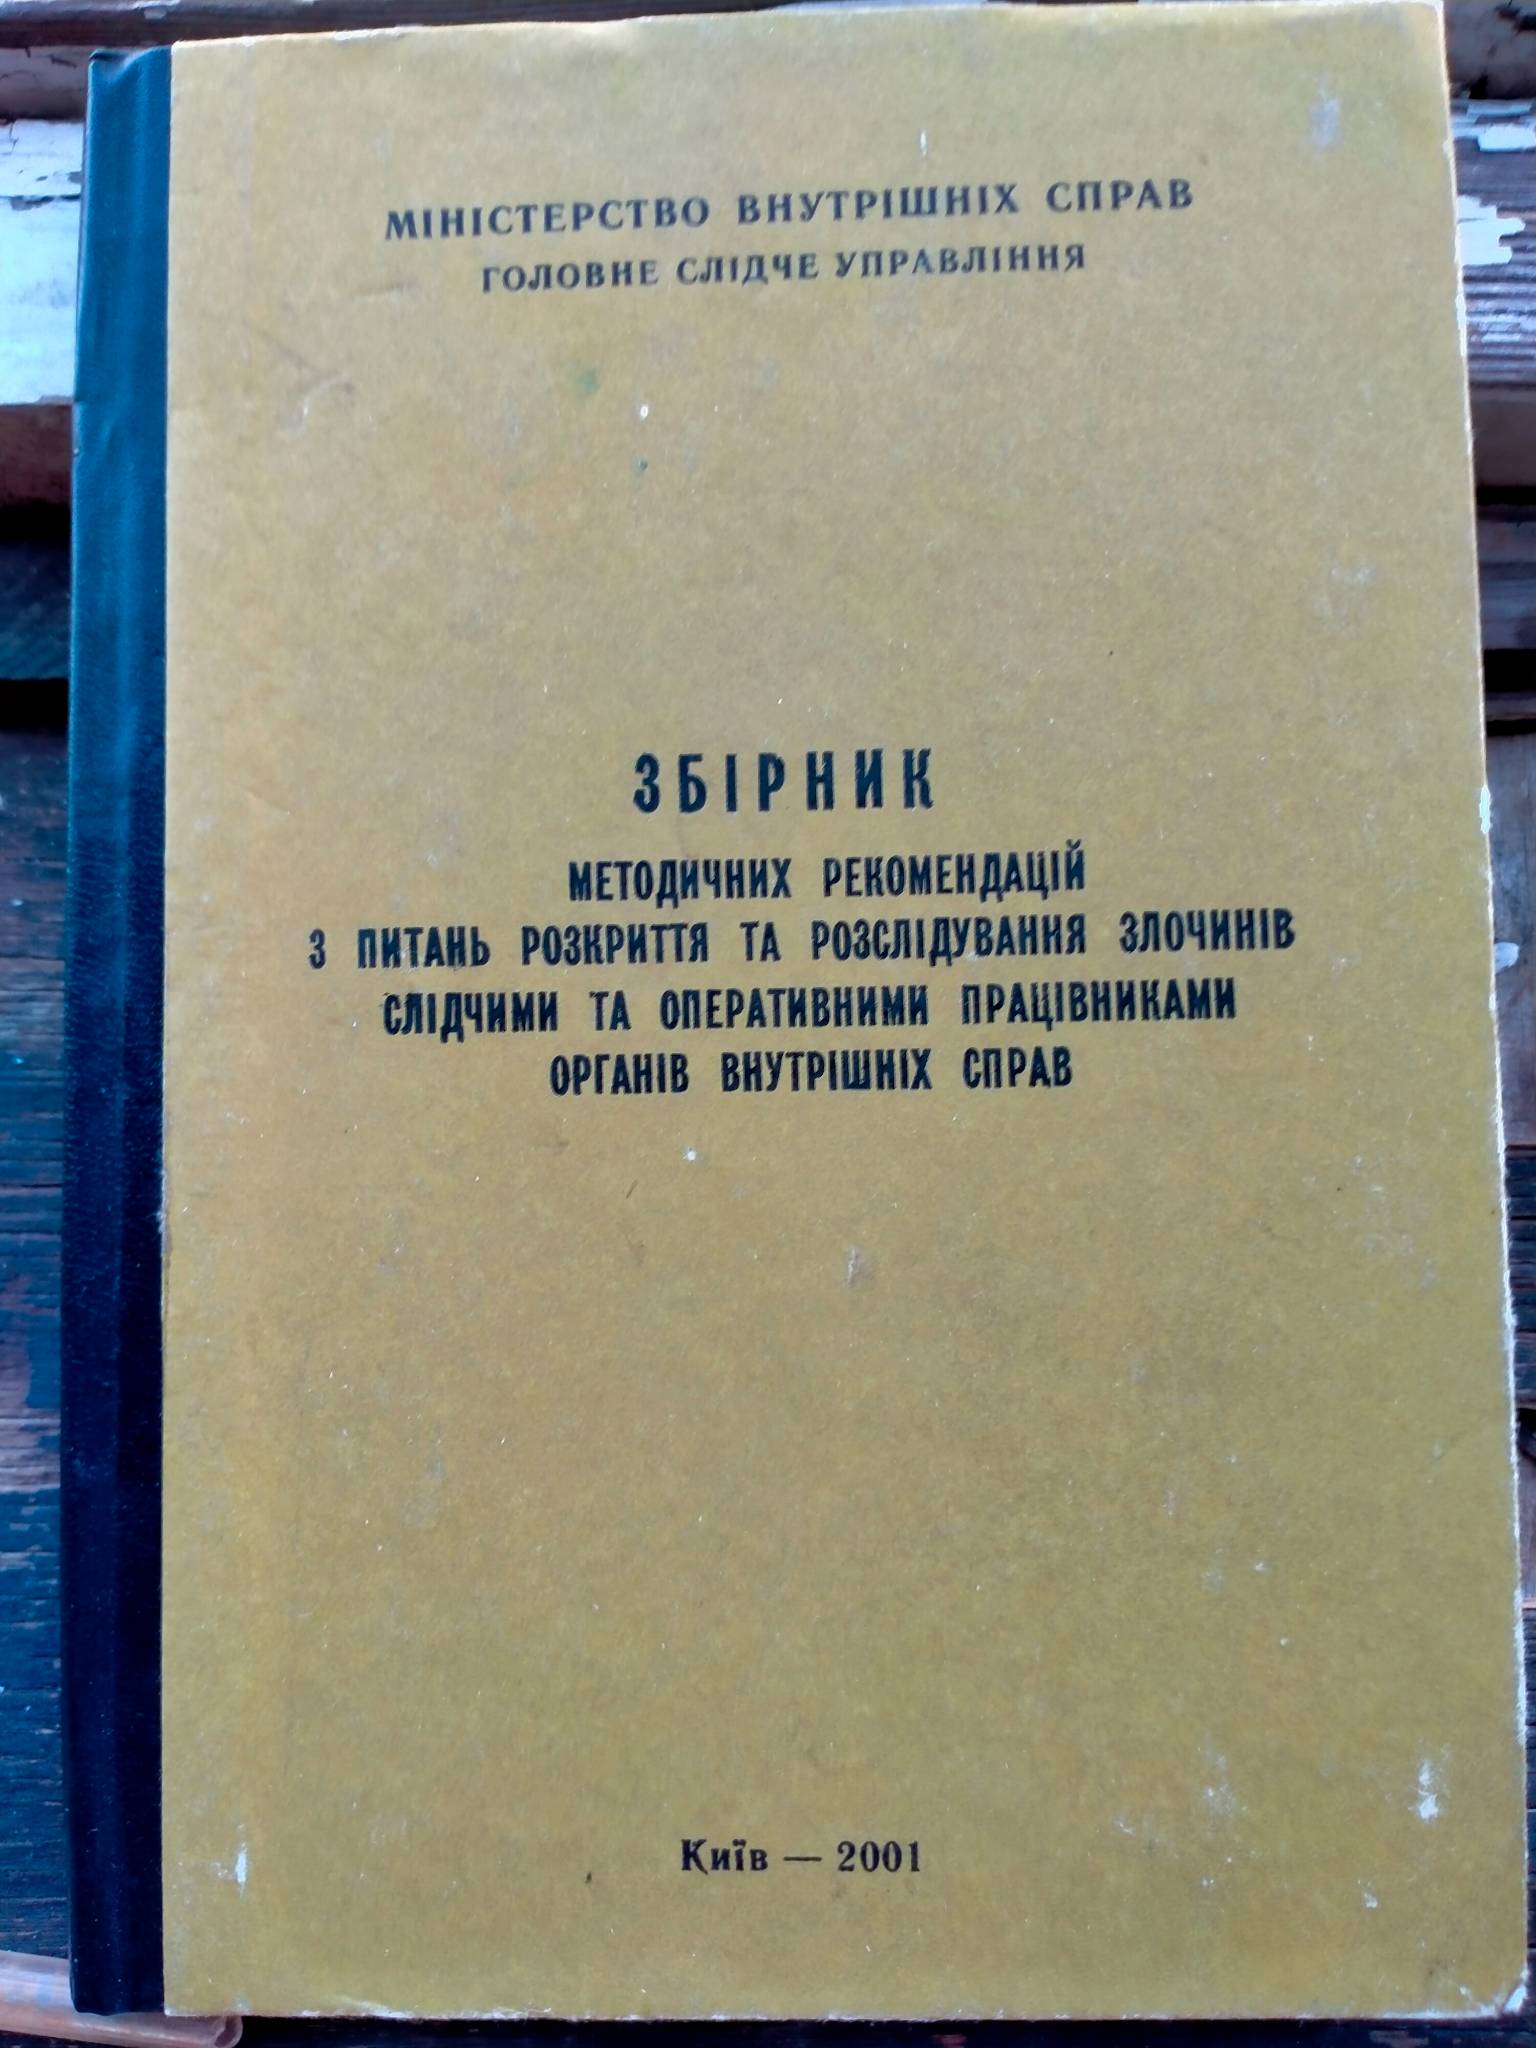 МІНІСТЕРСТВО ВНУТРІШНІХ СПРАВ
ГОЛОВНЕ СЛІДЧЕ УПРАВЛІННЯ
ЗБІРНИК
МЕТОДИЧНИХ РЕКОМЕНДАЦІЙ
З ПИТАНЬ РОЗКРИТТЯ ТА РОЗСЛІДУВАННЯ ЗЛОЧИНІВ
СЛІДЧИМИ ТА ОПЕРАТИВНИМИ ПРАЦІВНИКАМИ
ОРГАНІВ ВНУТРІШНІХ СПРАВ
Київ — 2001